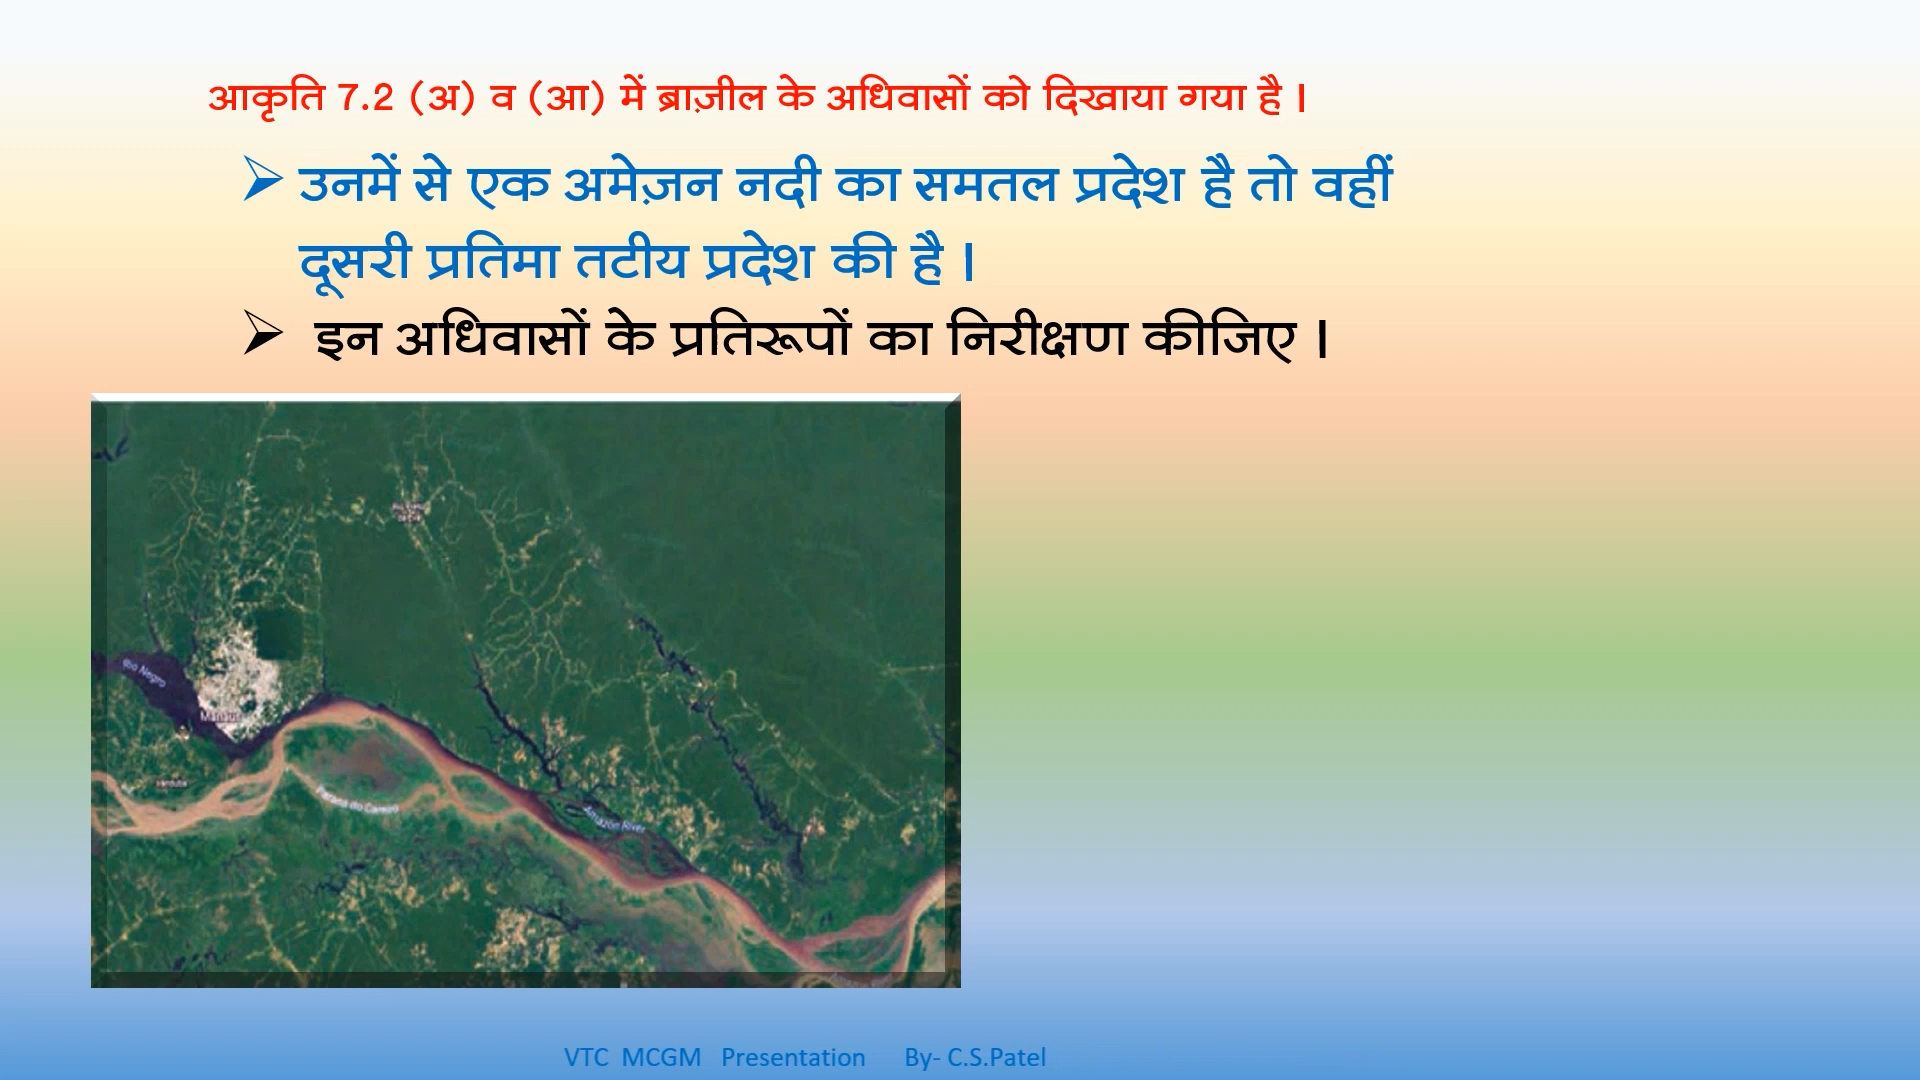 आकृति 7.2 (अ) व (आ) में ब्राज़ील के अधिवासों को दिखाया गया है ।
➢ उनमें से एक अमेज़न नदी का समतल प्रदेश है तो वहीं
दूसरी प्रतिमा तटीय प्रदेश की है ।
➢ इन अधिवासों के प्रतिरूपों का निरीक्षण कीजिए ।
Rio Negro
Manaus
Amazon River
VTC MCGM Presentation By- C.S.Patel